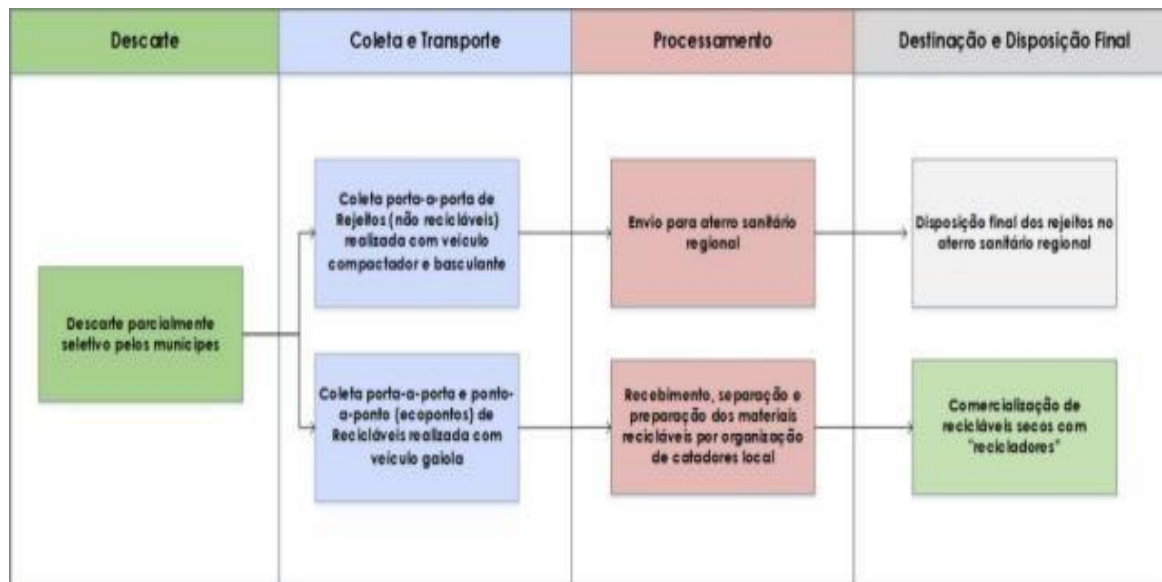 Descarte
Coleta e Transporte
Processamento
Destinação e Disposição Final
Descarte parcialmente
seletivo pelos munícipes
Coleta porta-a-porta de
Rejeitos (não recicláveis)
realizada com veículo
compactador e basculante
Envio para aterro sanitário
regional
Disposição final dos rejeitos no
aterro sanitário regional
Coleta porta-a-porta e ponto-
a-ponto (ecopontos) de
Recicláveis realizada com
veículo gaiola
Recebimento, separação e
preparação dos materiais
recicláveis por organização
de catadores local
Comercialização de
recicláveis secos com
"recicladores"